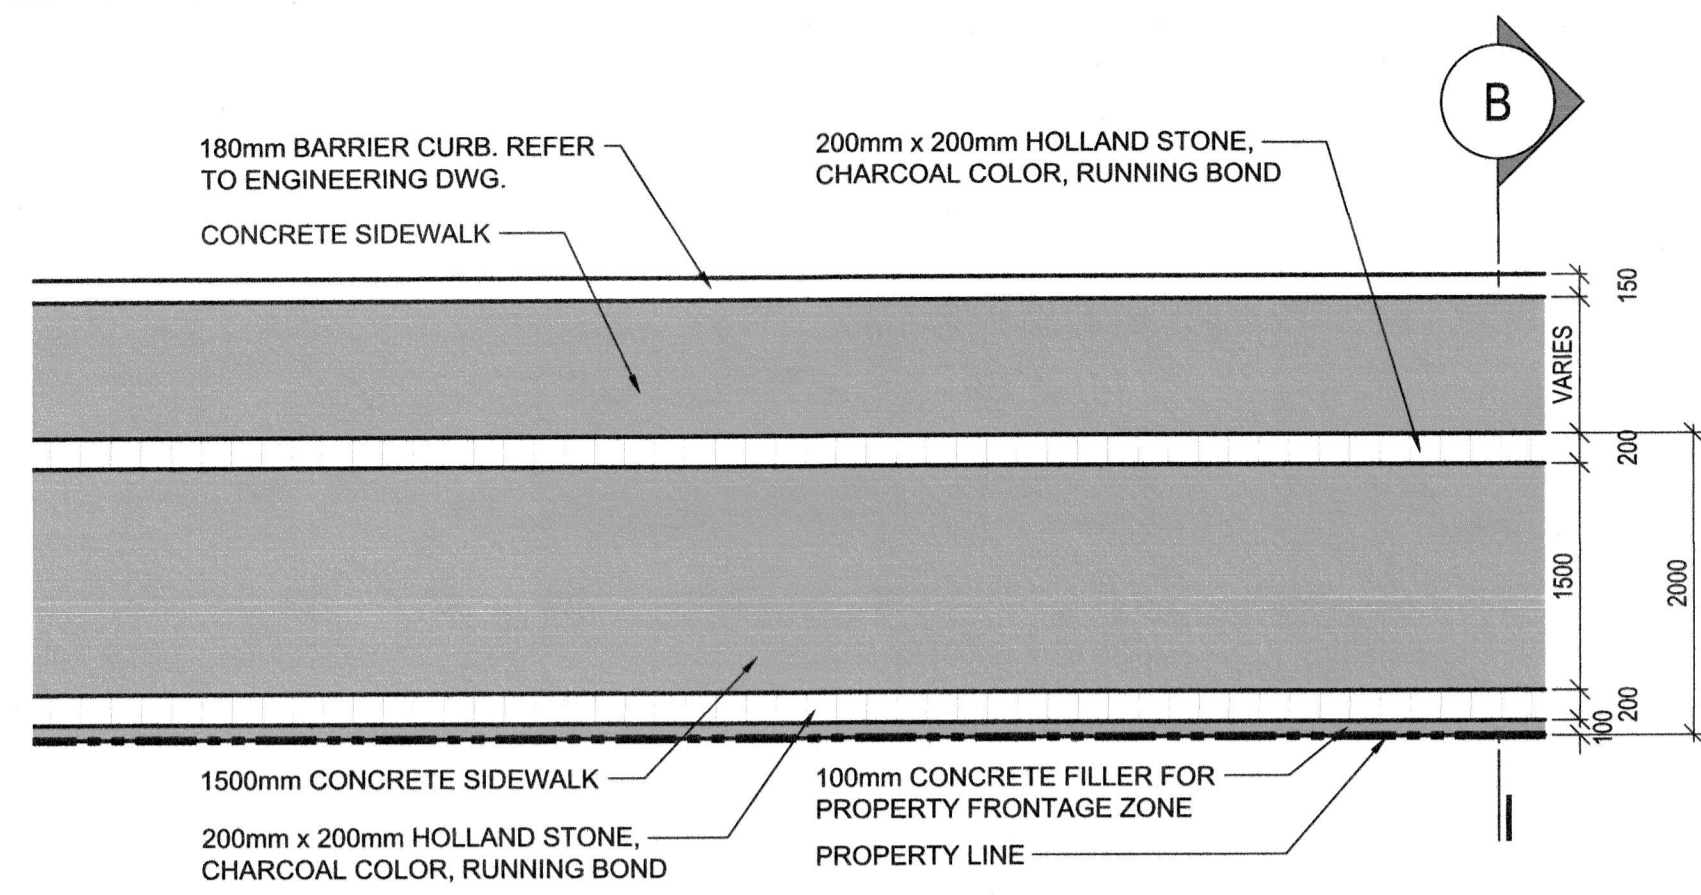 B
180mm BARRIER CURB. REFER
TO ENGINEERING DWG.
CONCRETE SIDEWALK
200mm x 200mm HOLLAND STONE,
CHARCOAL COLOR, RUNNING BOND
150
VARIES
200
1500
2000
200
100
1500mm CONCRETE SIDEWALK
200mm x 200mm HOLLAND STONE,
CHARCOAL COLOR, RUNNING BOND
100mm CONCRETE FILLER FOR
PROPERTY FRONTAGE ZONE
PROPERTY LINE